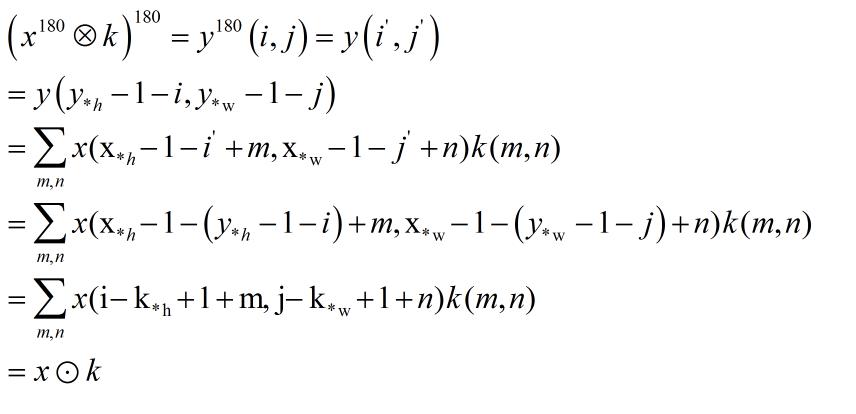 (x^180 ⊗ k)^180 = y^180 (i, j) = y(i', j')
= y(y_*h − 1 − i, y_*w − 1 − j)
= ∑_{m,n} x(x_*h − 1 − i' + m, x_*w − 1 − j' + n)k(m, n)
= ∑_{m,n} x(x_*h − 1 − (y_*h − 1 − i) + m, x_*w − 1 − (y_*w − 1 − j) + n)k(m, n)
= ∑_{m,n} x(i − k_*h + 1 + m, j − k_*w + 1 + n)k(m, n)
= x ⊙ k